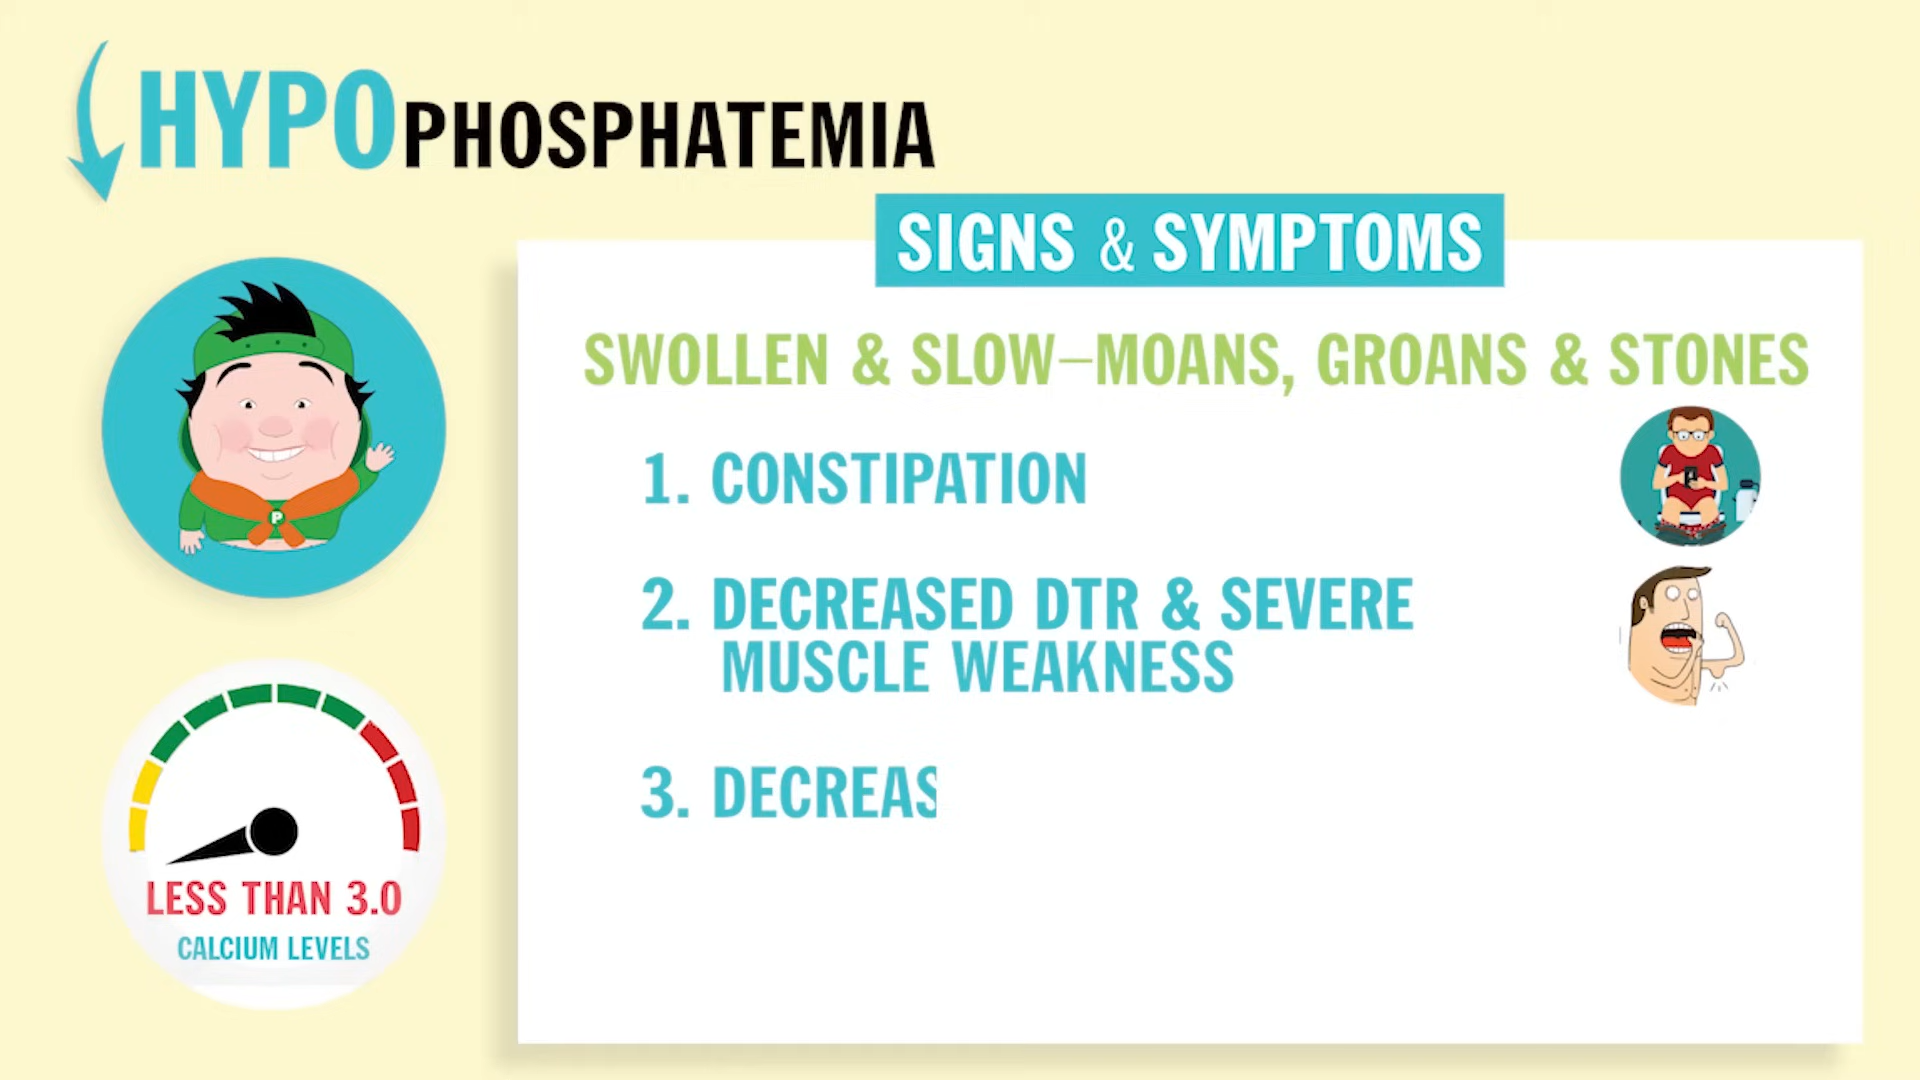 HYPOPHOSPHATEMIA
SIGNS & SYMPTOMS
SWOLLEN & SLOW–MOANS, GROANS & STONES
1. CONSTIPATION
2. DECREASED DTR & SEVERE
MUSCLE WEAKNESS
3. DECREAS
P
LESS THAN 3.0
CALCIUM LEVELS